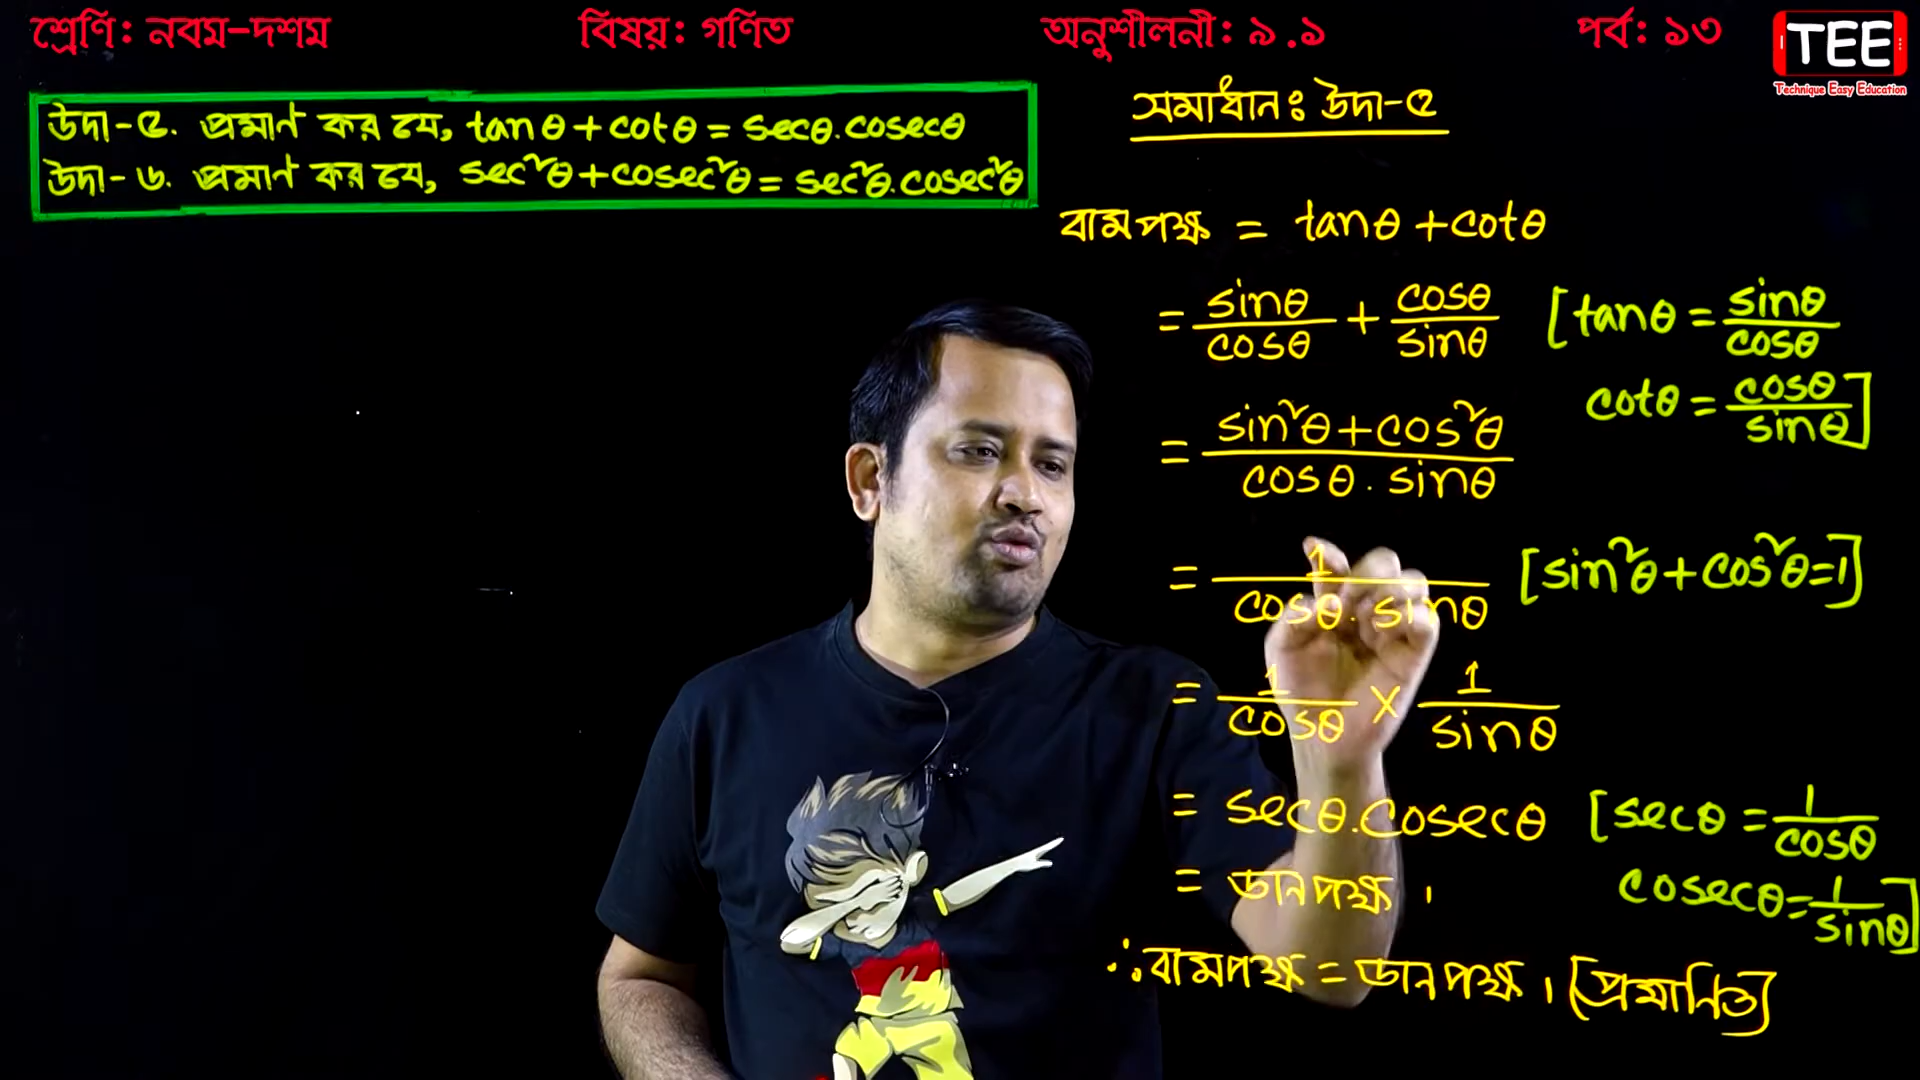 শ্রেণি: নবম-দশম
বিষয়: গণিত
অনুশীলনী: ৯.১
পর্ব: ১৩
TEE
Technique Easy Education
উদা-৫. প্রমাণ কর যে, tanθ + cotθ = secθ.cosecθ
উদা-৬. প্রমাণ কর যে, sec²θ + cosec²θ = sec²θ.cosec²θ
সমাধান: উদা-৫
বামপক্ষ = tanθ + cotθ
= sinθ/cosθ + cosθ/sinθ [tanθ = sinθ/cosθ
cotθ = cosθ/sinθ]
= sin²θ + cos²θ / cosθ . sinθ
= 1 / cosθ . sinθ [sin²θ + cos²θ = 1]
= 1/cosθ × 1/sinθ
= secθ.cosecθ [secθ = 1/cosθ
cosecθ = 1/sinθ]
= ডানপক্ষ ।
∴ বামপক্ষ = ডানপক্ষ । [প্রমাণিত]